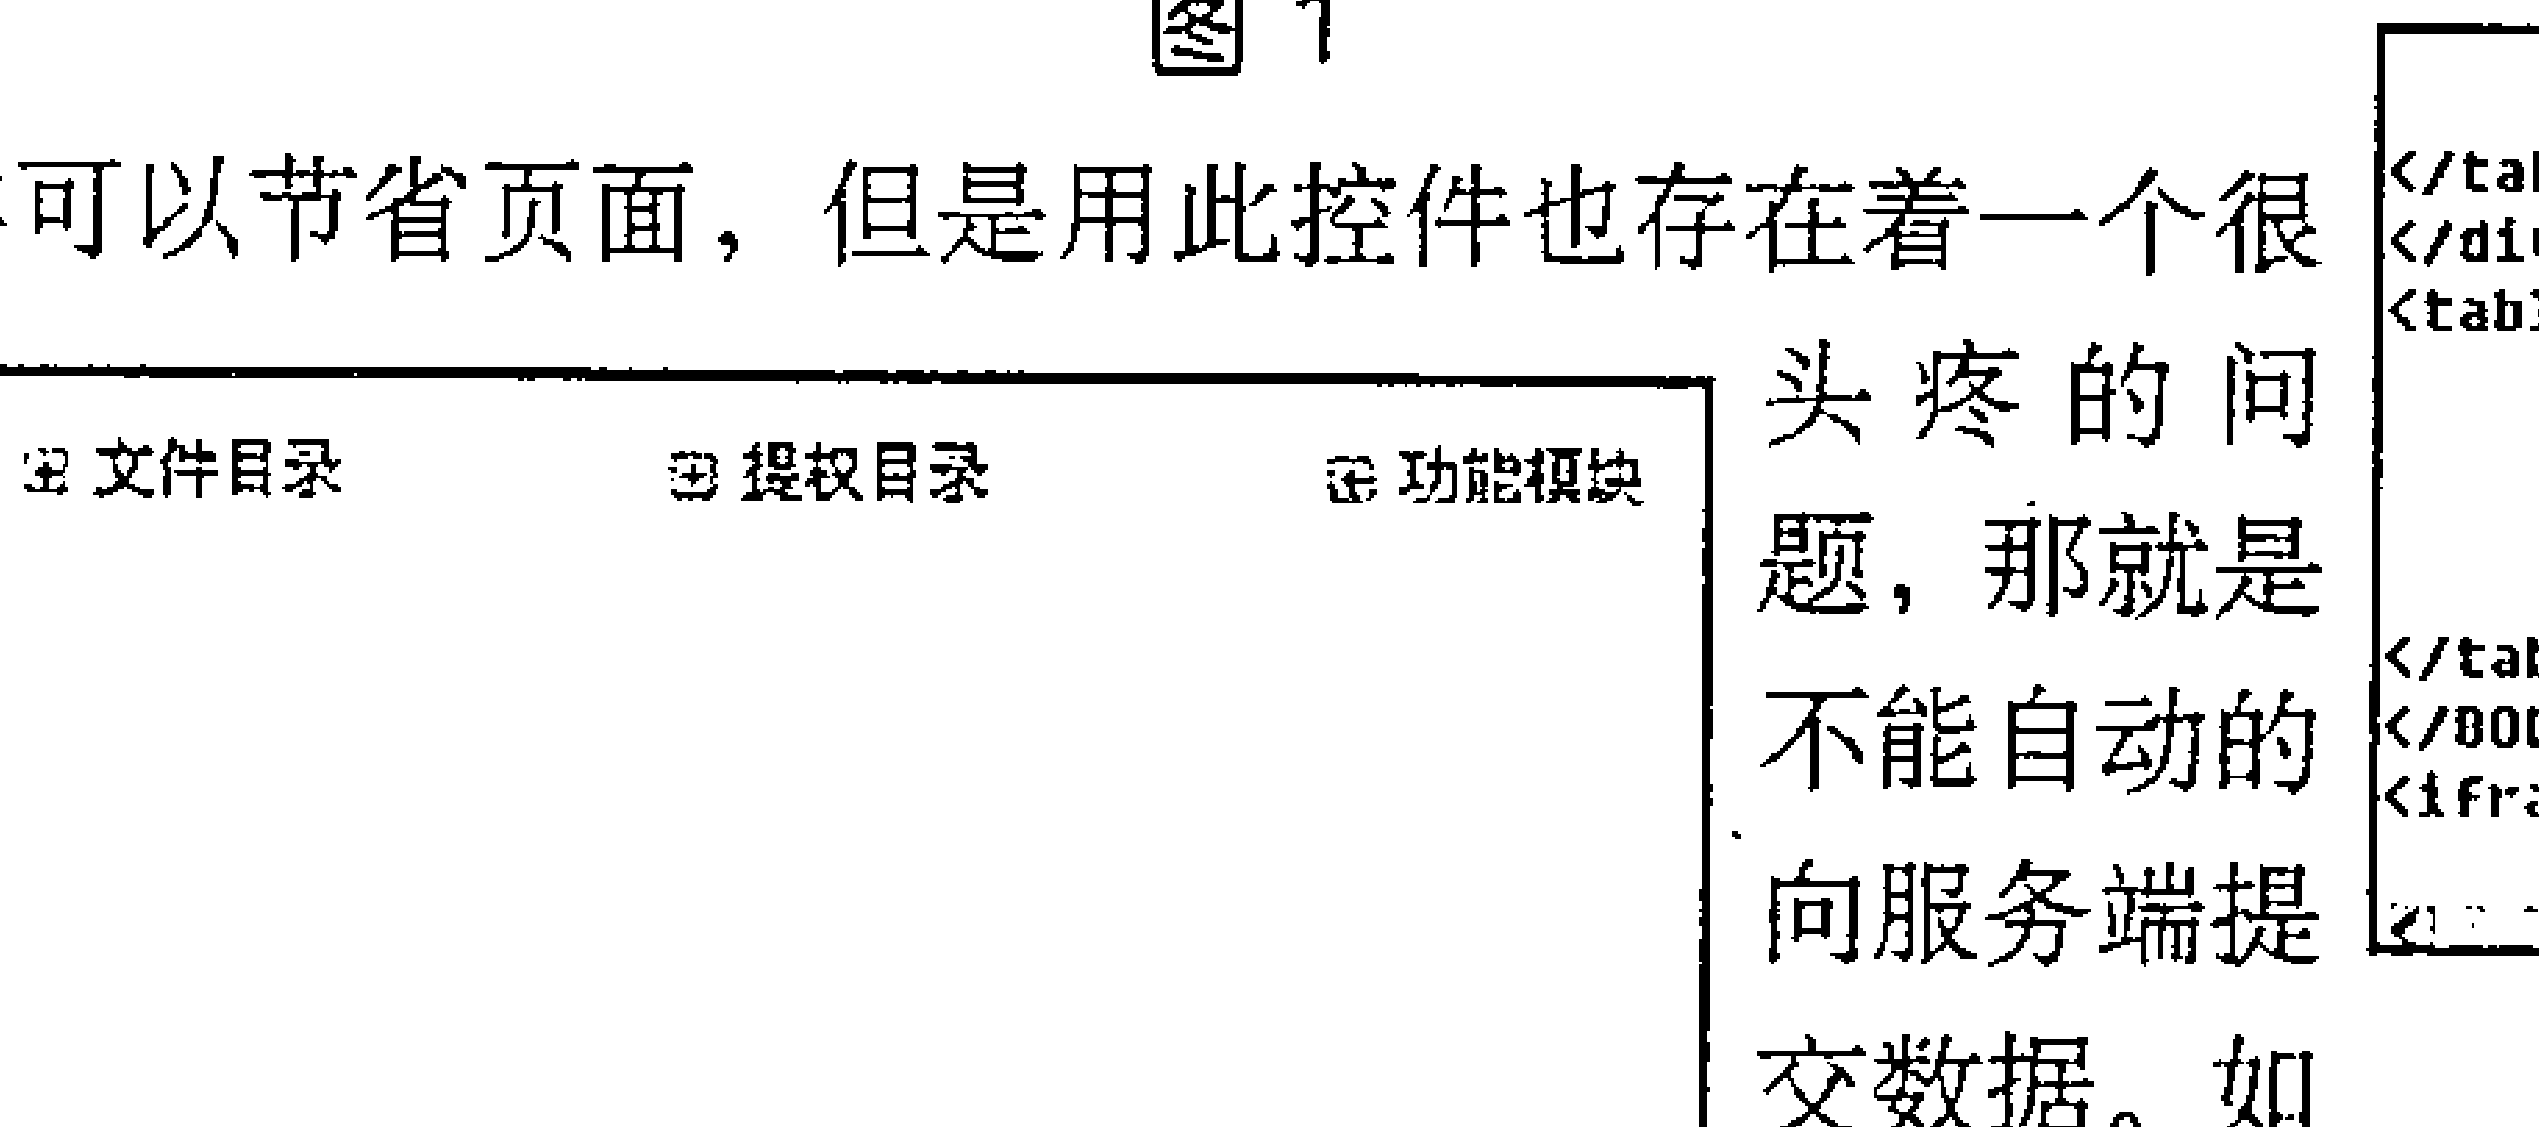 图 1
可以节省页面，但是用此控件也存在着一个很
头疼的问
题，那就是
不能自动的
向服务端提
交数据。如
文件目录 提权目录 功能模块
</tab
</di
<tabl
</tab
</BOD
<ifra